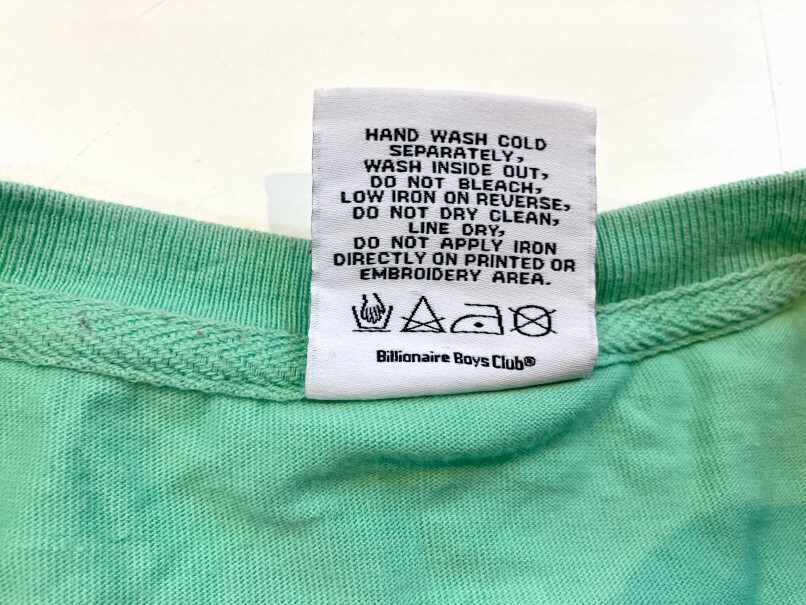 HAND WASH COLD
SEPARATELY,
WASH INSIDE OUT,
DO NOT BLEACH,
LOW IRON ON REVERSE,
DO NOT DRY CLEAN,
LINE DRY,
DO NOT APPLY IRON
DIRECTLY ON PRINTED OR
EMBROIDERY AREA.
Billionaire Boys Club®